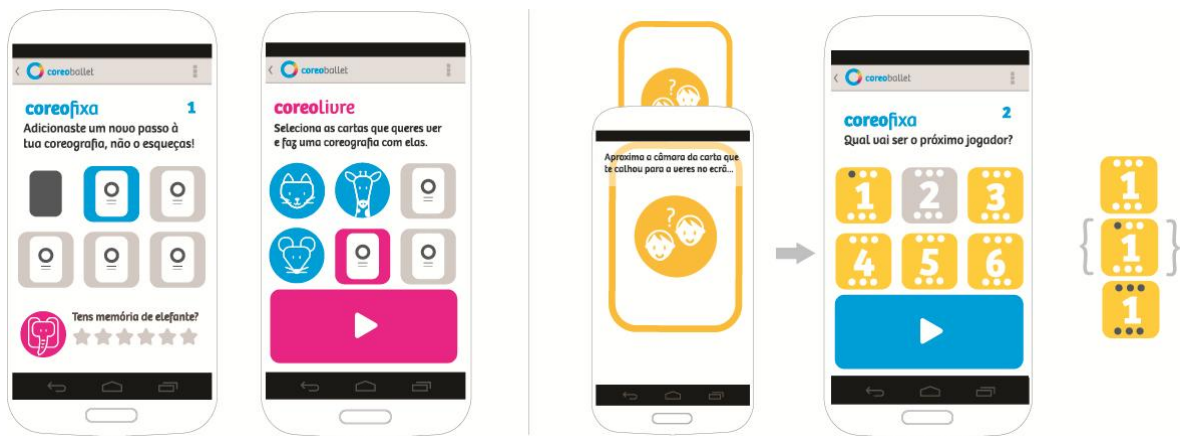 coreoballet
coreofixa 1
Adicionaste um novo passo à
tua coreografia, não o esqueças!
Tens memória de elefante?
coreoballet
coreolivre
Seleciona as cartas que queres ver
e faz uma coreografia com elas.
?
?
Aproxima a câmara da carta que
te calhou para a veres no ecrã...
coreoballet
coreofixa 2
Qual vai ser o próximo jogador?
1 2 3
4 5 6
1
{ 1 }
1